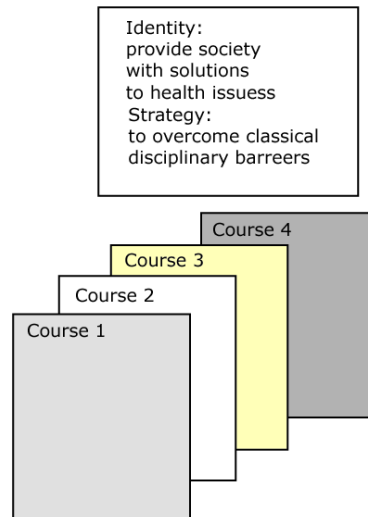 Identity:
provide society
with solutions
to health issuess
Strategy:
to overcome classical
disciplinary barreers
Course 4
Course 3
Course 2
Course 1